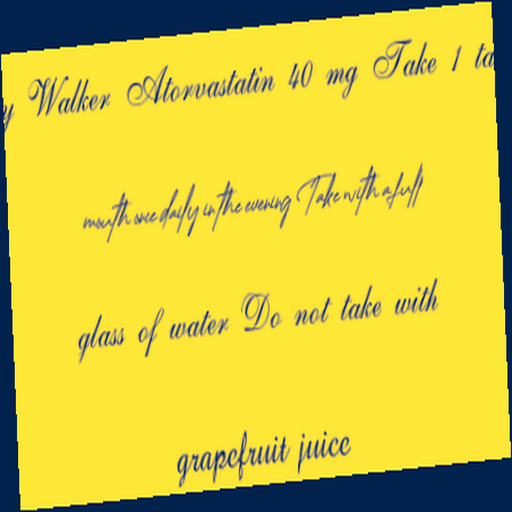 Walker Atorvastatin 40 mg Take 1
mouth once daily in the evening Take with a full
glass of water Do not take with
grapefruit juice